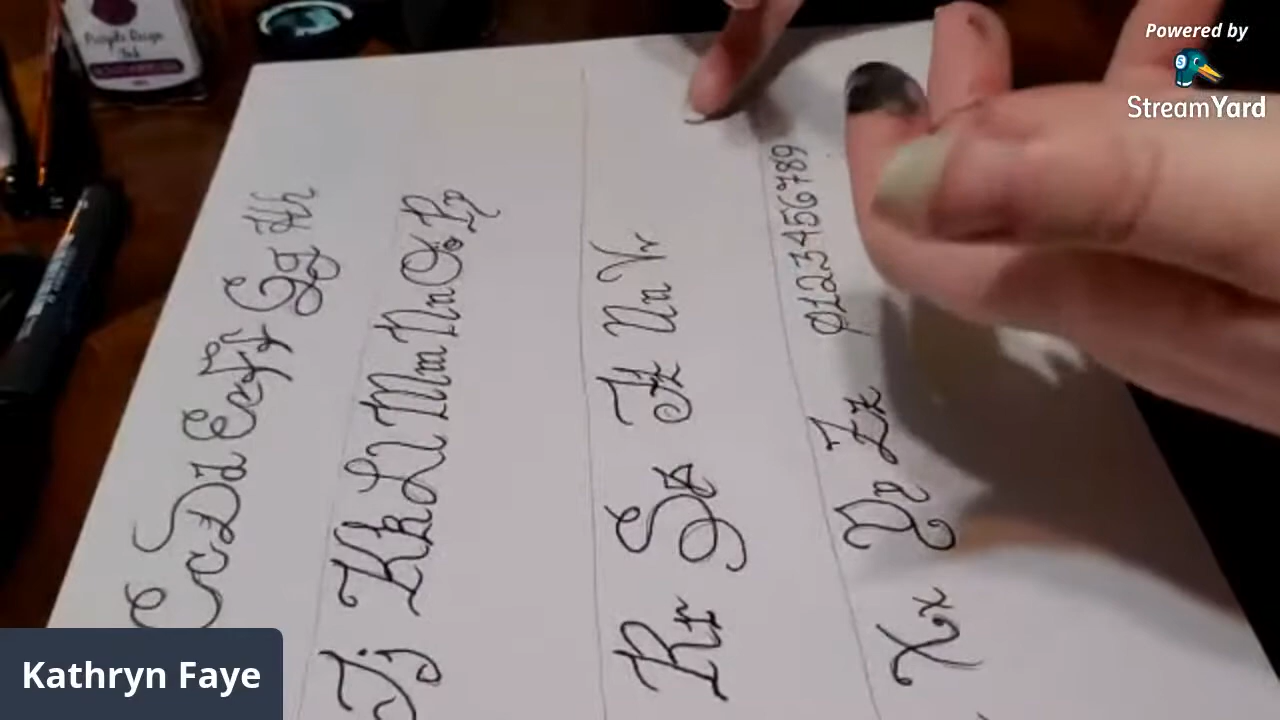 Powered by
StreamYard
Cc Dd Ee Ff Gg Hh
Jj Kk Ll Mm Nn Oo Pp
Rr Ss Tt Uu Vv
Xx Yy Zz 0123456789
Kathryn Faye